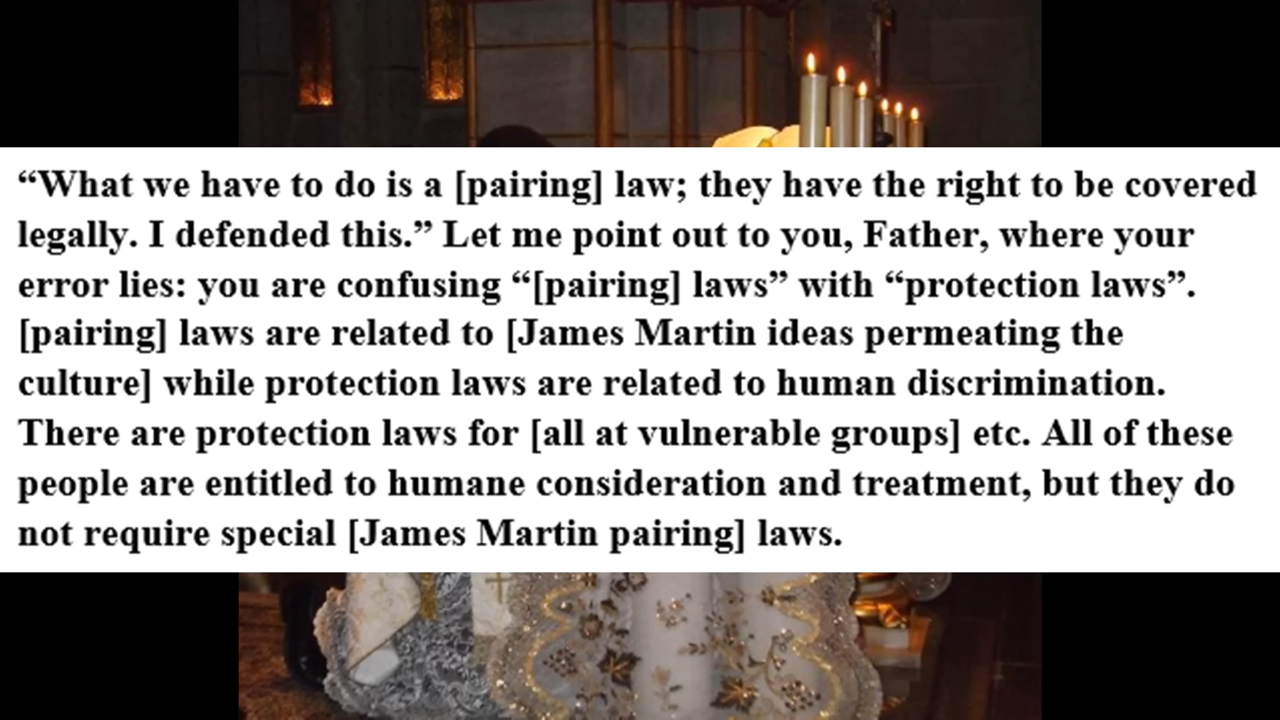 “What we have to do is a [pairing] law; they have the right to be covered
legally. I defended this.” Let me point out to you, Father, where your
error lies: you are confusing “[pairing] laws” with “protection laws”.
[pairing] laws are related to [James Martin ideas permeating the
culture] while protection laws are related to human discrimination.
There are protection laws for [all at vulnerable groups] etc. All of these
people are entitled to humane consideration and treatment, but they do
not require special [James Martin pairing] laws.